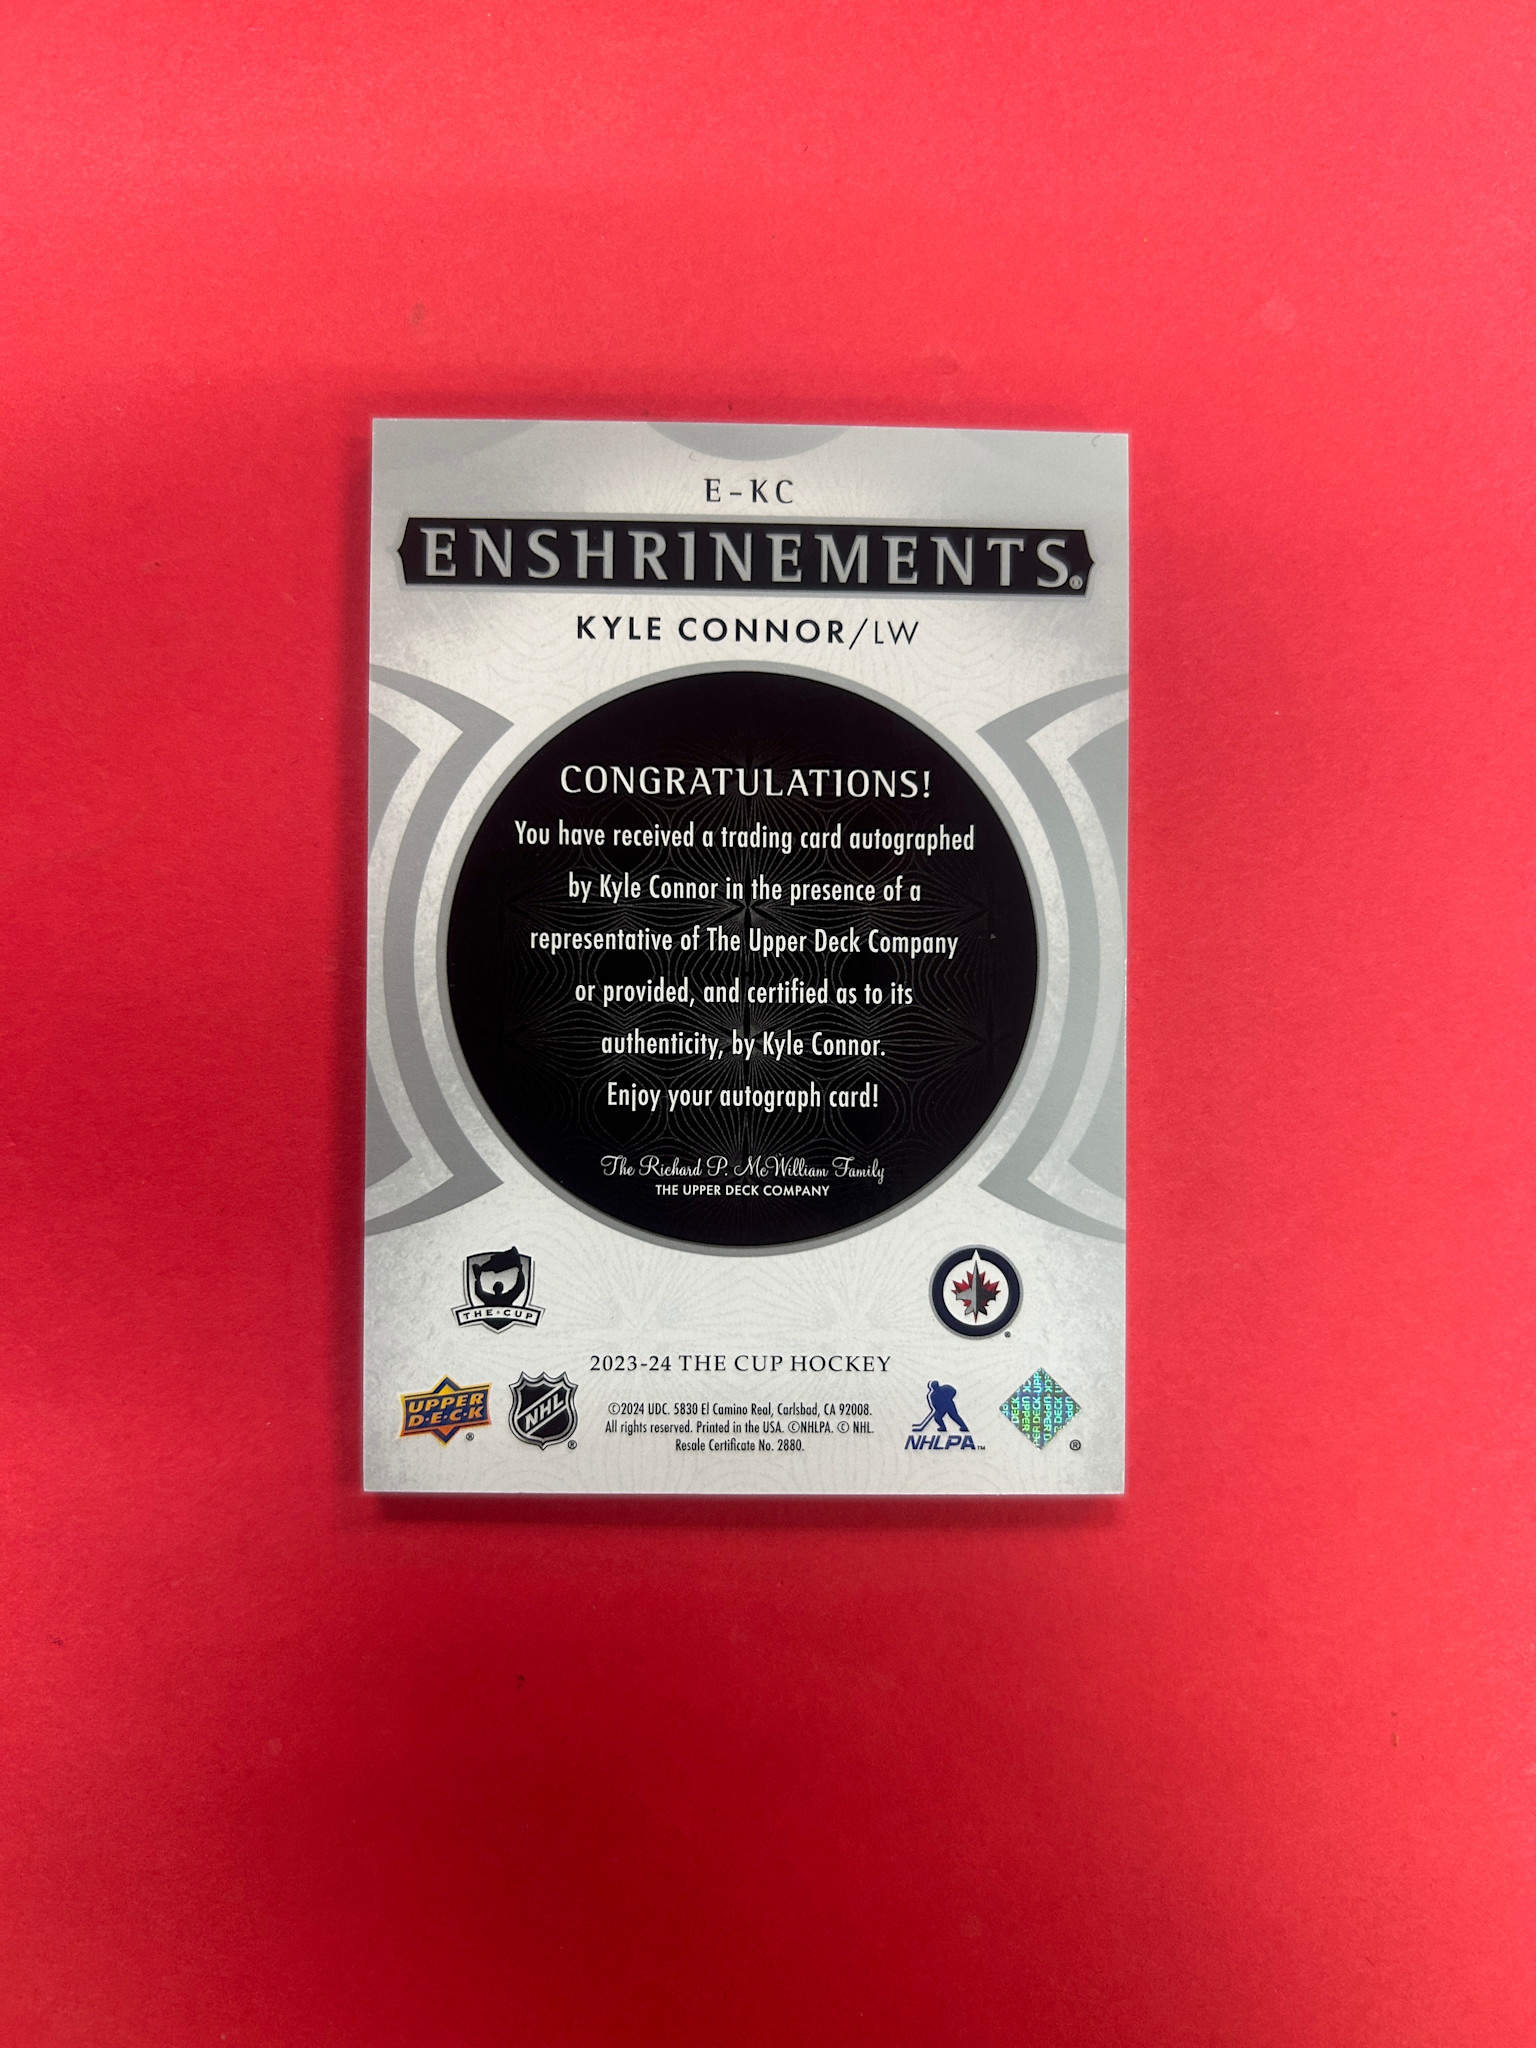 E-KC
ENSHRINEMENTS®
KYLE CONNOR/LW
CONGRATULATIONS!
You have received a trading card autographed
by Kyle Connor in the presence of a
representative of The Upper Deck Company
or provided, and certified as to its
authenticity, by Kyle Connor.
Enjoy your autograph card!
The Richard P. McWilliam Family
THE UPPER DECK COMPANY
THE CUP
®
2023-24 THE CUP HOCKEY
UPPER DECK®
NHL®
©2024 UDC. 5830 El Camino Real, Carlsbad, CA 92008.
All rights reserved. Printed in the USA. ©NHLPA. © NHL.
Resale Certificate No. 2880.
NHLPA™
®